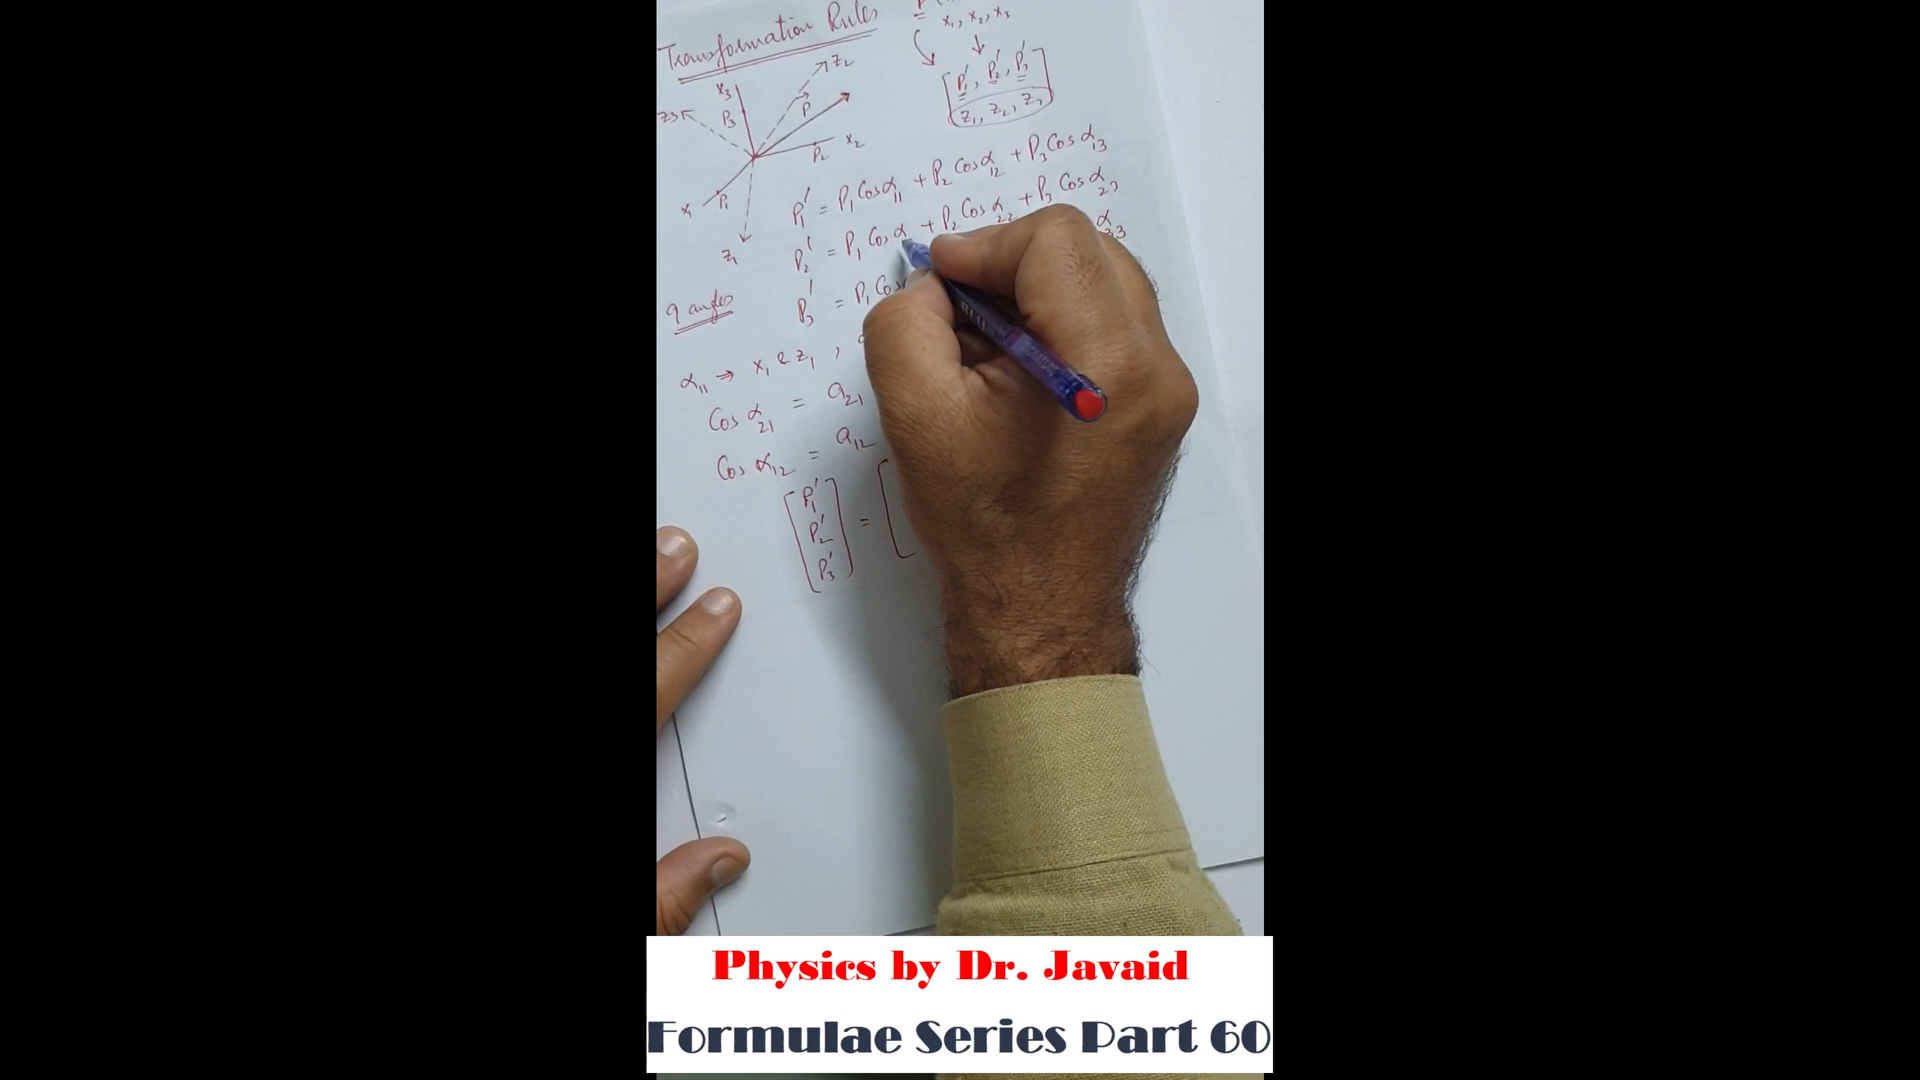 Transformation Rules
x₁, x₂, x₃
[P₁′, P₂′, P₃′]
z₁, z₂, z₃
z₂
x₃
P₃
z₃
P⃗
x₂
P₂
x₁
P₁
z₁
P₁′ = P₁ Cos α₁₁ + P₂ Cos α₁₂ + P₃ Cos α₁₃
P₂′ = P₁ Cos α + P₂ Cos α₂₂ + P₃ Cos α₂₃
P₃′ = P₁ Cos α₃₃
9 angles
α₁₁ ⇒ x₁ & z₁ ,
Cos α₂₁ = a₂₁
Cos α₁₂ = a₁₂
[P₁′ P₂′ P₃′] = [
Physics by Dr. Javaid
Formulae Series Part 60